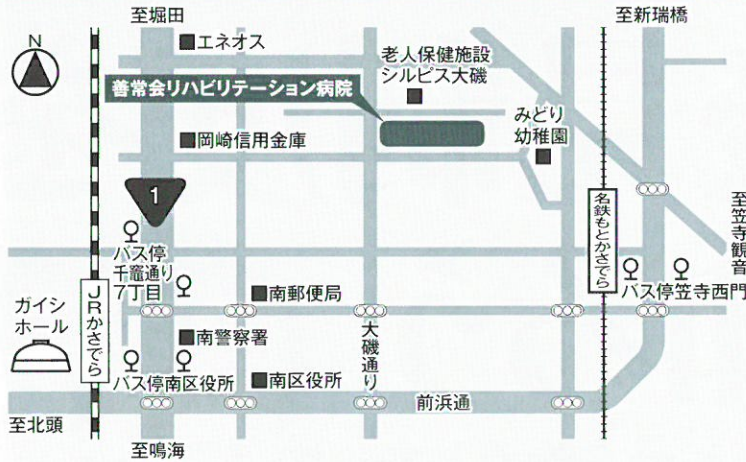 至堀田
至新瑞橋
N
エネオス
老人保健施設
シルピス大磯
善常会リハビリテーション病院
みどり
幼稚園
岡崎信用金庫
1
名鉄もとかさでら
至笠寺観音
バス停
千竈通り
7丁目
バス停笠寺西門
JRかさでら
ガイシ
ホール
南郵便局
大磯通り
南警察署
バス停南区役所
南区役所
前浜通
至北頭
至鳴海